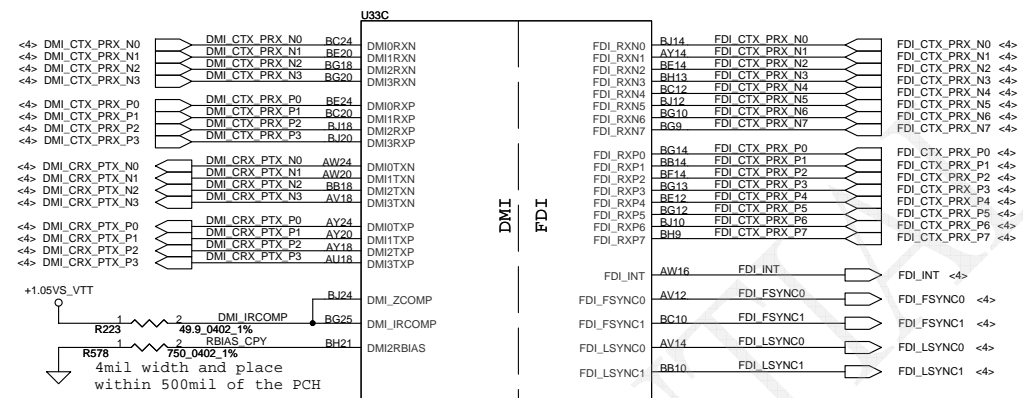 U33C
<4> DMI_CTX_PRX_N0 DMI_CTX_PRX_N0 BC24 DMI0RXN FDI_RXN0 BJ14 FDI_CTX_PRX_N0 FDI_CTX_PRX_N0 <4>
<4> DMI_CTX_PRX_N1 DMI_CTX_PRX_N1 BE20 DMI1RXN FDI_RXN1 AY14 FDI_CTX_PRX_N1 FDI_CTX_PRX_N1 <4>
<4> DMI_CTX_PRX_N2 DMI_CTX_PRX_N2 BG18 DMI2RXN FDI_RXN2 BE14 FDI_CTX_PRX_N2 FDI_CTX_PRX_N2 <4>
<4> DMI_CTX_PRX_N3 DMI_CTX_PRX_N3 BG20 DMI3RXN FDI_RXN3 BH13 FDI_CTX_PRX_N3 FDI_CTX_PRX_N3 <4>
FDI_RXN4 BC12 FDI_CTX_PRX_N4 FDI_CTX_PRX_N4 <4>
<4> DMI_CTX_PRX_P0 DMI_CTX_PRX_P0 BE24 DMI0RXP FDI_RXN5 BJ12 FDI_CTX_PRX_N5 FDI_CTX_PRX_N5 <4>
<4> DMI_CTX_PRX_P1 DMI_CTX_PRX_P1 BC20 DMI1RXP FDI_RXN6 BG10 FDI_CTX_PRX_N6 FDI_CTX_PRX_N6 <4>
<4> DMI_CTX_PRX_P2 DMI_CTX_PRX_P2 BJ18 DMI2RXP FDI_RXN7 BG9 FDI_CTX_PRX_N7 FDI_CTX_PRX_N7 <4>
<4> DMI_CTX_PRX_P3 DMI_CTX_PRX_P3 BJ20 DMI3RXP
FDI_RXP0 BG14 FDI_CTX_PRX_P0 FDI_CTX_PRX_P0 <4>
<4> DMI_CRX_PTX_N0 DMI_CRX_PTX_N0 AW24 DMI0TXN FDI_RXP1 BB14 FDI_CTX_PRX_P1 FDI_CTX_PRX_P1 <4>
<4> DMI_CRX_PTX_N1 DMI_CRX_PTX_N1 AW20 DMI1TXN FDI_RXP2 BF14 FDI_CTX_PRX_P2 FDI_CTX_PRX_P2 <4>
<4> DMI_CRX_PTX_N2 DMI_CRX_PTX_N2 BB18 DMI2TXN FDI_RXP3 BG13 FDI_CTX_PRX_P3 FDI_CTX_PRX_P3 <4>
<4> DMI_CRX_PTX_N3 DMI_CRX_PTX_N3 AV18 DMI3TXN FDI_RXP4 BE12 FDI_CTX_PRX_P4 FDI_CTX_PRX_P4 <4>
FDI_RXP5 BG12 FDI_CTX_PRX_P5 FDI_CTX_PRX_P5 <4>
<4> DMI_CRX_PTX_P0 DMI_CRX_PTX_P0 AY24 DMI0TXP FDI_RXP6 BJ10 FDI_CTX_PRX_P6 FDI_CTX_PRX_P6 <4>
<4> DMI_CRX_PTX_P1 DMI_CRX_PTX_P1 AY20 DMI1TXP FDI_RXP7 BH9 FDI_CTX_PRX_P7 FDI_CTX_PRX_P7 <4>
<4> DMI_CRX_PTX_P2 DMI_CRX_PTX_P2 AY18 DMI2TXP
<4> DMI_CRX_PTX_P3 DMI_CRX_PTX_P3 AU18 DMI3TXP
DMI
FDI
FDI_INT AW16 FDI_INT FDI_INT <4>
+1.05VS_VTT
BJ24 DMI_ZCOMP FDI_FSYNC0 AV12 FDI_FSYNC0 FDI_FSYNC0 <4>
R223 1 2 49.9_0402_1% DMI_IRCOMP BG25 DMI_IRCOMP FDI_FSYNC1 BC10 FDI_FSYNC1 FDI_FSYNC1 <4>
R578 1 2 750_0402_1% RBIAS_CPY BH21 DMI2RBIAS FDI_LSYNC0 AV14 FDI_LSYNC0 FDI_LSYNC0 <4>
FDI_LSYNC1 BB10 FDI_LSYNC1 FDI_LSYNC1 <4>
4mil width and place
within 500mil of the PCH